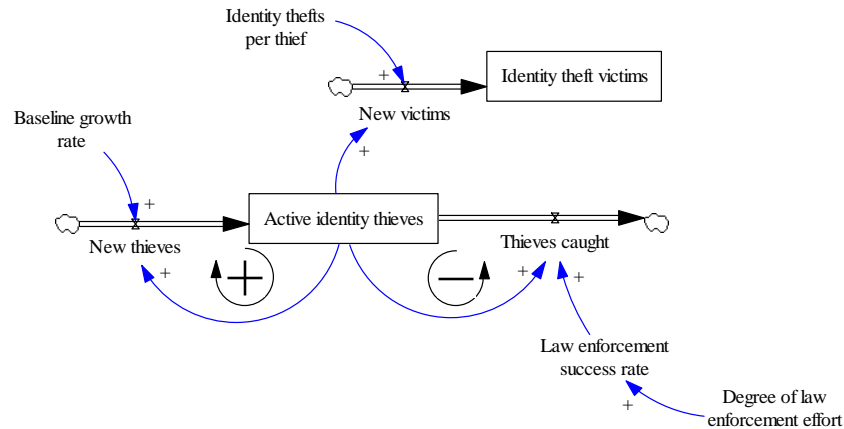 Identity thefts
per thief
+
Identity theft victims
New victims
+
Baseline growth
rate
+
Active identity thieves
New thieves
+
+
−
Thieves caught
+
+
Law enforcement
success rate
+
Degree of law
enforcement effort